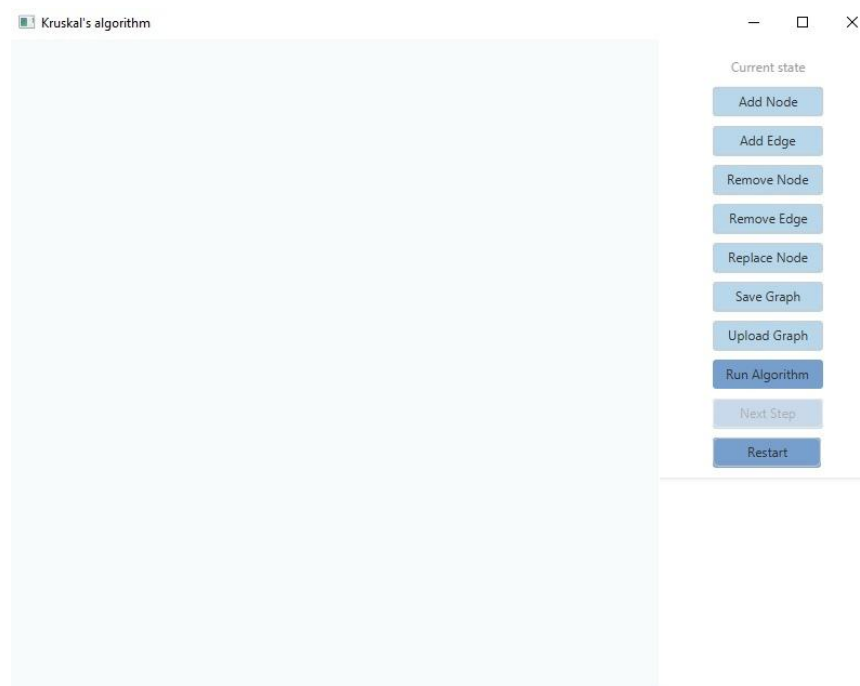 Kruskal's algorithm
Current state
Add Node
Add Edge
Remove Node
Remove Edge
Replace Node
Save Graph
Upload Graph
Run Algorithm
Next Step
Restart